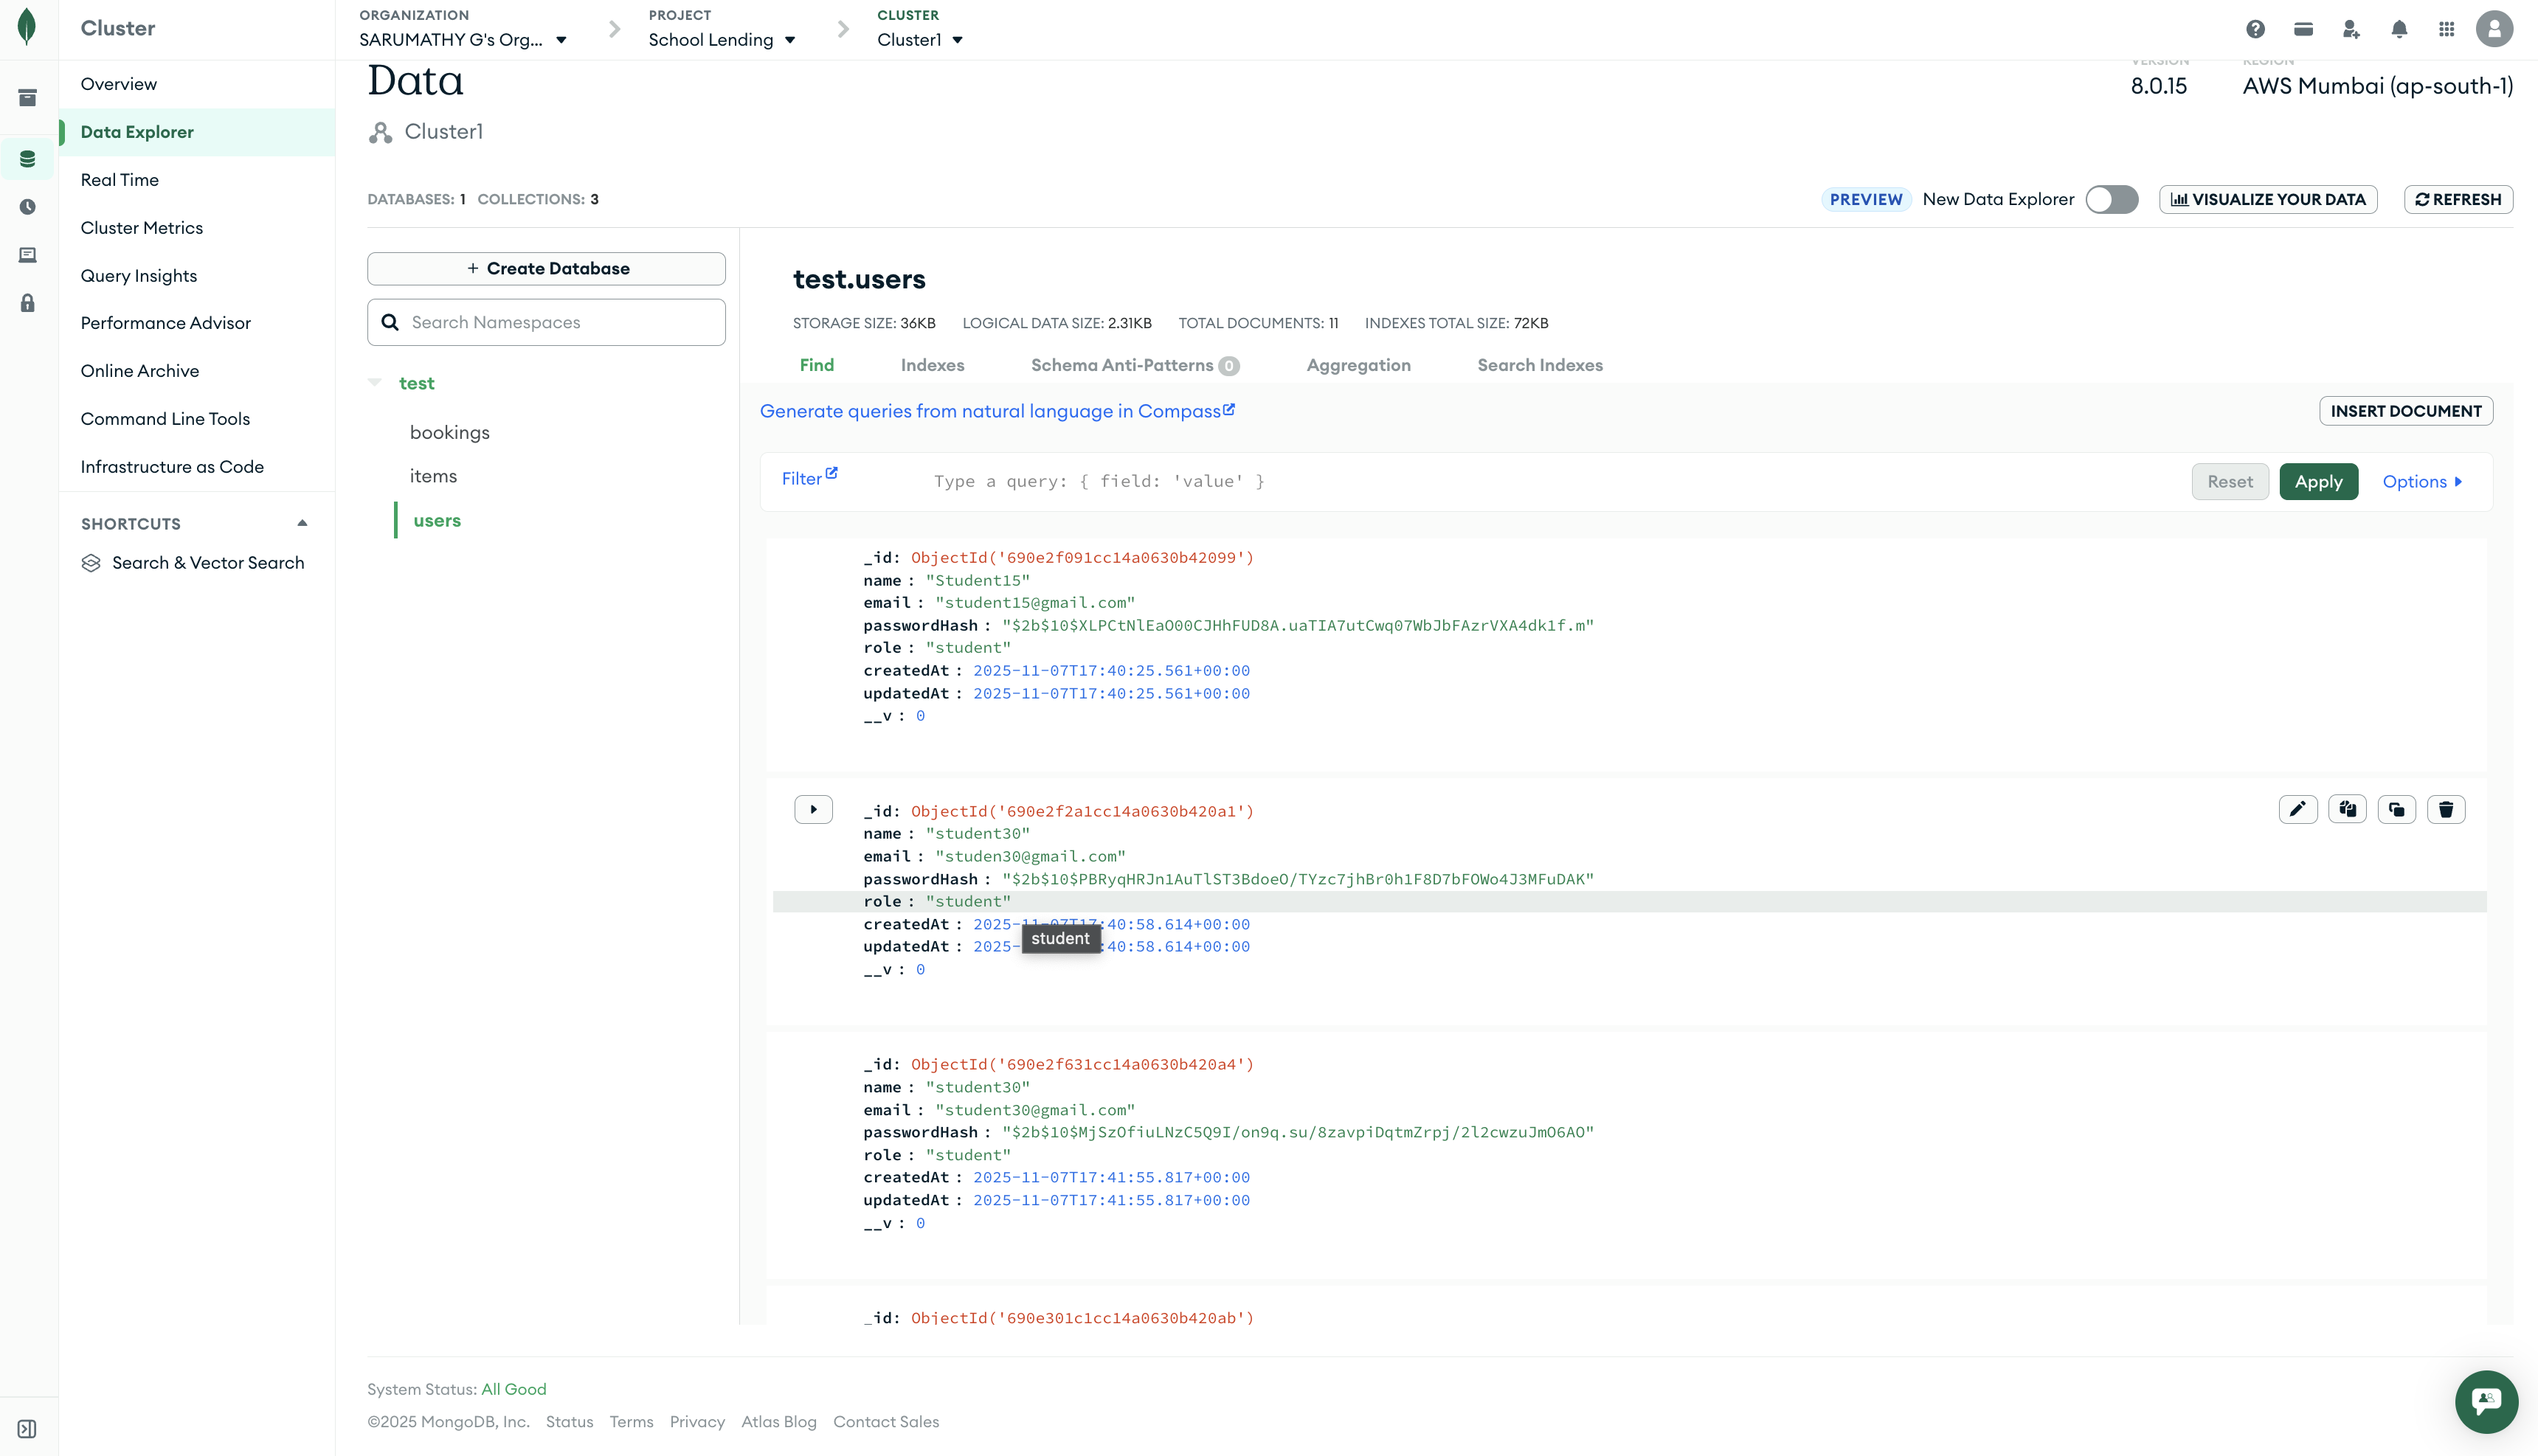 Cluster
ORGANIZATION
SARUMATHY G's Org...
PROJECT
School Lending
CLUSTER
Cluster1
Overview
Data Explorer
Real Time
Cluster Metrics
Query Insights
Performance Advisor
Online Archive
Command Line Tools
Infrastructure as Code
SHORTCUTS
Search & Vector Search
Data
VERSION
8.0.15
REGION
AWS Mumbai (ap-south-1)
Cluster1
DATABASES: 1 COLLECTIONS: 3
PREVIEW New Data Explorer
VISUALIZE YOUR DATA
REFRESH
+ Create Database
Search Namespaces
test
bookings
items
users
test.users
STORAGE SIZE: 36KB LOGICAL DATA SIZE: 2.31KB TOTAL DOCUMENTS: 11 INDEXES TOTAL SIZE: 72KB
Find Indexes Schema Anti-Patterns 0 Aggregation Search Indexes
Generate queries from natural language in Compass
INSERT DOCUMENT
Filter
Type a query: { field: 'value' }
Reset Apply Options
_id: ObjectId('690e2f091cc14a0630b42099')
name : "Student15"
email : "student15@gmail.com"
passwordHash : "$2b$10$XLPCtNlEaO00CJHhFUD8A.uaTIA7utCwq07WbJbFAzrVXA4dk1f.m"
role : "student"
createdAt : 2025-11-07T17:40:25.561+00:00
updatedAt : 2025-11-07T17:40:25.561+00:00
__v : 0
_id: ObjectId('690e2f2a1cc14a0630b420a1')
name : "student30"
email : "studen30@gmail.com"
passwordHash : "$2b$10$PBRyqHRJn1AuTlST3BdoeO/TYzc7jhBr0h1F8D7bFOWo4J3MFuDAK"
role : "student"
createdAt : 2025-11-07T17:40:58.614+00:00
student
updatedAt : 2025- :40:58.614+00:00
__v : 0
_id: ObjectId('690e2f631cc14a0630b420a4')
name : "student30"
email : "student30@gmail.com"
passwordHash : "$2b$10$MjSzOfiuLNzC5Q9I/on9q.su/8zavpiDqtmZrpj/2l2cwzuJmO6AO"
role : "student"
createdAt : 2025-11-07T17:41:55.817+00:00
updatedAt : 2025-11-07T17:41:55.817+00:00
__v : 0
_id: ObjectId('690e301c1cc14a0630b420ab')
System Status: All Good
©2025 MongoDB, Inc. Status Terms Privacy Atlas Blog Contact Sales